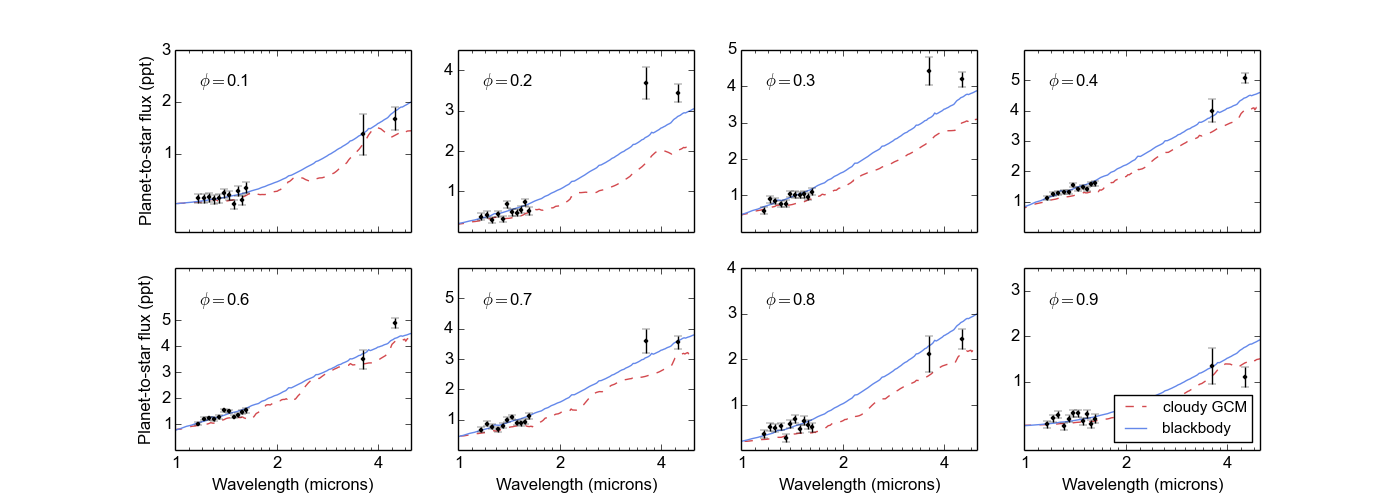 Planet-to-star flux (ppt)
3
2
1
ϕ=0.1
4
3
2
1
ϕ=0.2
5
4
3
2
1
ϕ=0.3
5
4
3
2
1
ϕ=0.4
Planet-to-star flux (ppt)
5
4
3
2
1
ϕ=0.6
1 2 4
Wavelength (microns)
5
4
3
2
1
ϕ=0.7
1 2 4
Wavelength (microns)
4
3
2
1
ϕ=0.8
1 2 4
Wavelength (microns)
3
2
1
ϕ=0.9
cloudy GCM
blackbody
1 2 4
Wavelength (microns)